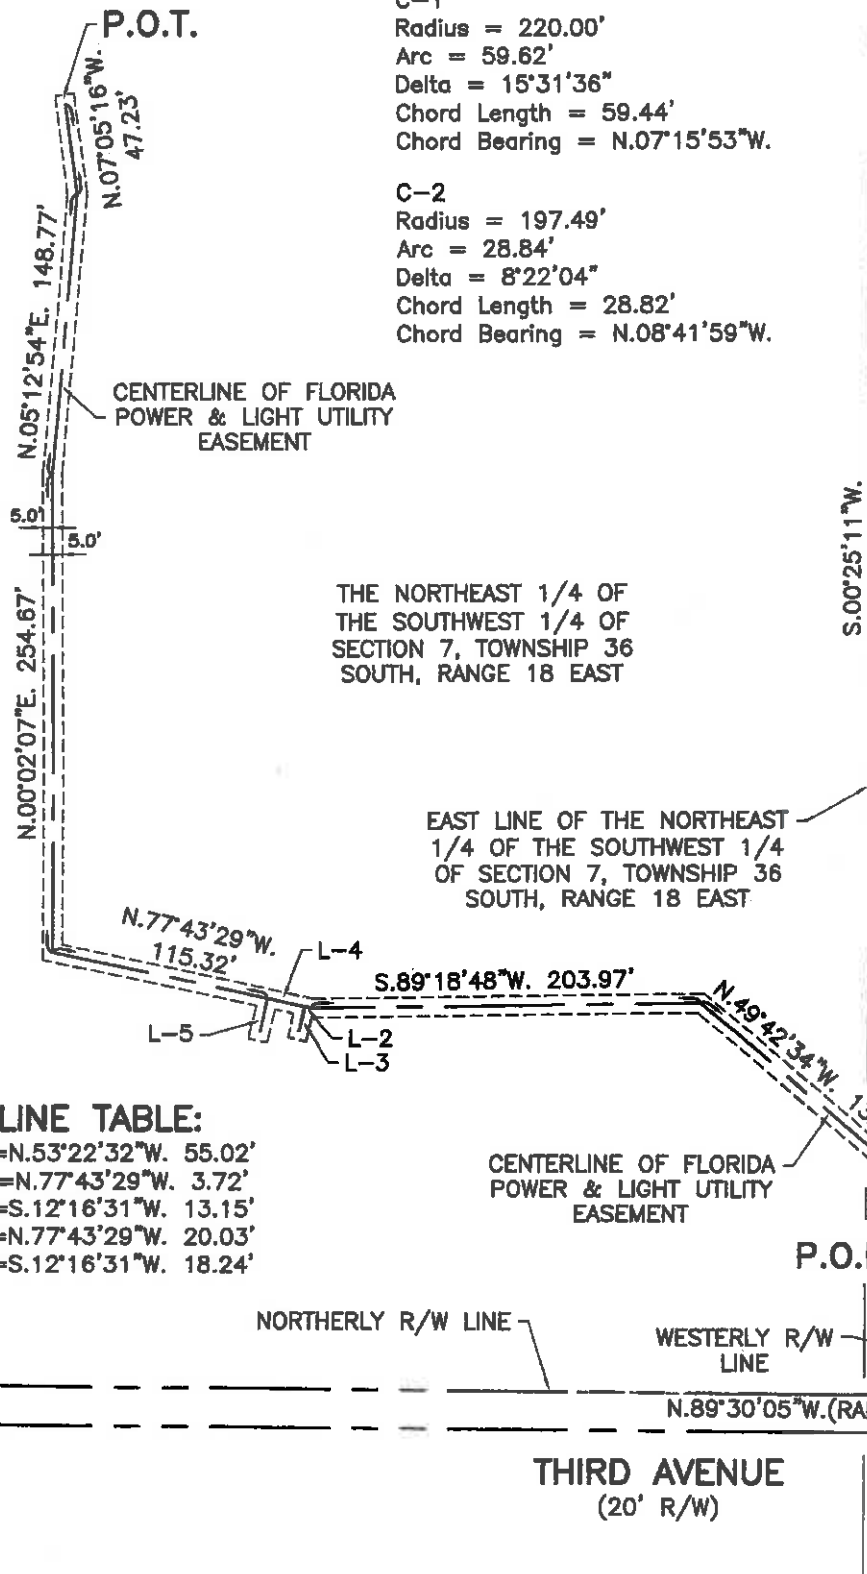 C-1
P.O.T.
Radius = 220.00'
Arc = 59.62'
Delta = 15°31'36"
Chord Length = 59.44'
Chord Bearing = N.07°15'53"W.
N.07°05'16"W.
47.23'
C-2
Radius = 197.49'
Arc = 28.84'
Delta = 8°22'04"
Chord Length = 28.82'
Chord Bearing = N.08°41'59"W.
N.05°12'54"E. 148.77'
CENTERLINE OF FLORIDA
POWER & LIGHT UTILITY
EASEMENT
5.0'
5.0'
S.00°25'11"W.
THE NORTHEAST 1/4 OF
THE SOUTHWEST 1/4 OF
SECTION 7, TOWNSHIP 36
SOUTH, RANGE 18 EAST
N.00°02'07"E. 254.67'
EAST LINE OF THE NORTHEAST
1/4 OF THE SOUTHWEST 1/4
OF SECTION 7, TOWNSHIP 36
SOUTH, RANGE 18 EAST
N.77°43'29"W.
115.32'
L-4
S.89°18'48"W. 203.97'
N.49°42'34"W. 13
L-5
L-2
L-3
LINE TABLE:
=N.53°22'32"W. 55.02'
=N.77°43'29"W. 3.72'
=S.12°16'31"W. 13.15'
=N.77°43'29"W. 20.03'
=S.12°16'31"W. 18.24'
CENTERLINE OF FLORIDA
POWER & LIGHT UTILITY
EASEMENT
P.O.
NORTHERLY R/W LINE
WESTERLY R/W
LINE
N.89°30'05"W.(RA
THIRD AVENUE
(20' R/W)